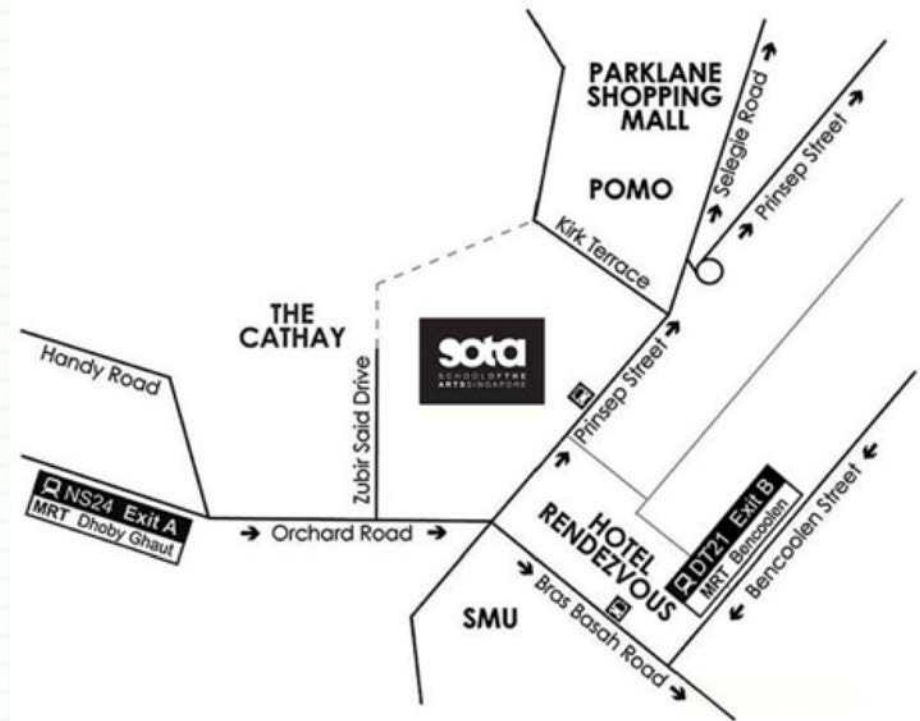 PARKLANE
SHOPPING
MALL
POMO
Selegie Road
Prinsep Street
Kirk Terrace
THE
CATHAY
sota
SCHOOLOFTHE
ARTSSINGAPORE
Handy Road
Zubir Said Drive
Prinsep Street
NS24 Exit A
MRT Dhoby Ghaut
Orchard Road
HOTEL
RENDEZVOUS
DT21 Exit B
MRT Bencoolen
Bencoolen Street
SMU
Bras Basah Road